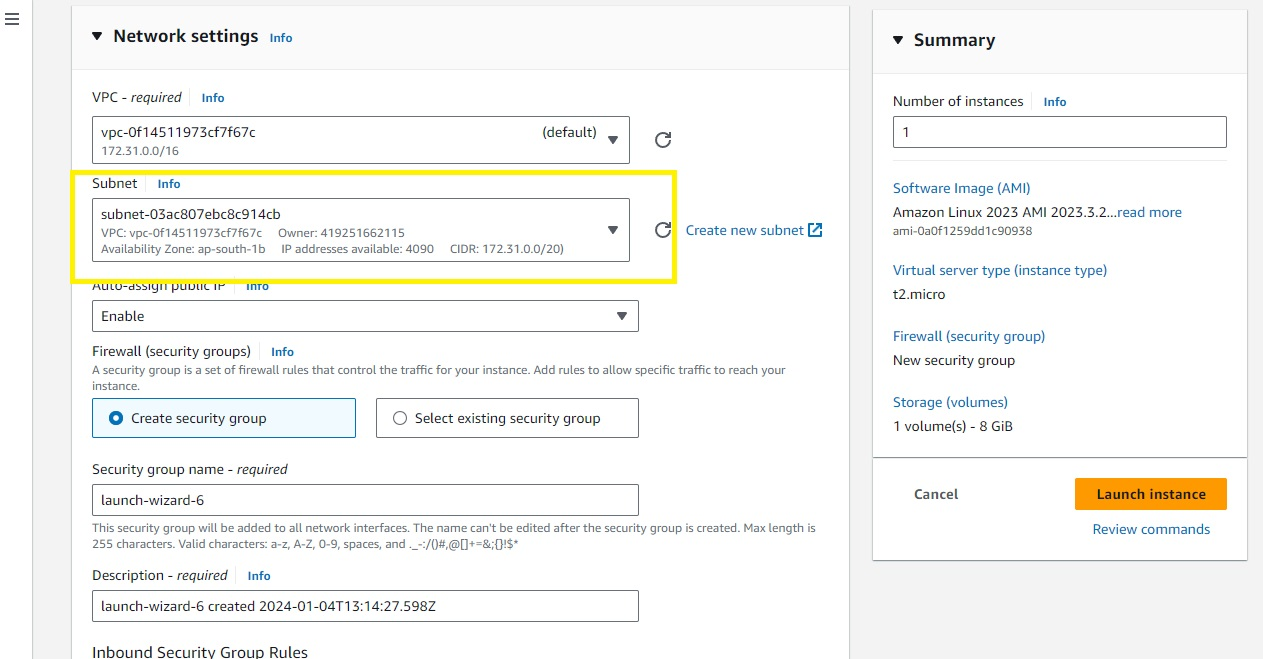 Network settings Info
VPC - required Info
vpc-0f14511973cf7f67c (default)
172.31.0.0/16
Subnet Info
subnet-03ac807ebc8c914cb
VPC: vpc-0f14511973cf7f67c Owner: 419251662115
Availability Zone: ap-south-1b IP addresses available: 4090 CIDR: 172.31.0.0/20)
Create new subnet
Auto-assign public IP Info
Enable
Firewall (security groups) Info
A security group is a set of firewall rules that control the traffic for your instance. Add rules to allow specific traffic to reach your
instance.
Create security group
Select existing security group
Security group name - required
launch-wizard-6
This security group will be added to all network interfaces. The name can't be edited after the security group is created. Max length is
255 characters. Valid characters: a-z, A-Z, 0-9, spaces, and ._-:/()#,@[]+=&;{}!$*
Description - required Info
launch-wizard-6 created 2024-01-04T13:14:27.598Z
Inbound Security Group Rules
Summary
Number of instances Info
1
Software Image (AMI)
Amazon Linux 2023 AMI 2023.3.2...read more
ami-0a0f1259dd1c90938
Virtual server type (instance type)
t2.micro
Firewall (security group)
New security group
Storage (volumes)
1 volume(s) - 8 GiB
Cancel
Launch instance
Review commands